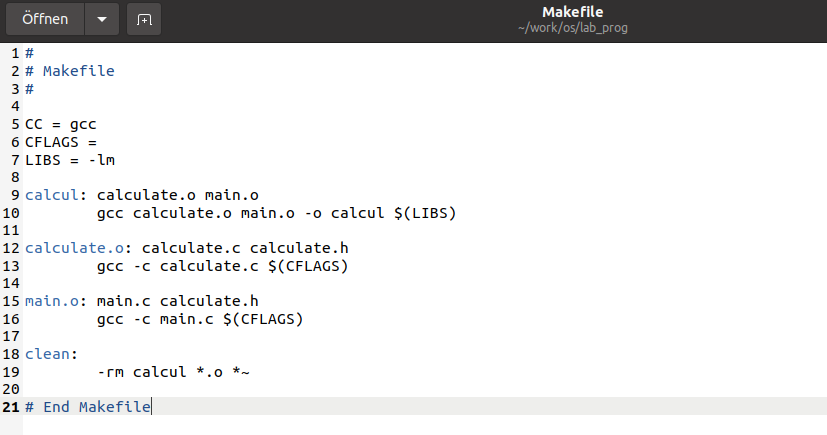 Öffnen
Makefile
~/work/os/lab_prog
1 #
2 # Makefile
3 #
4
5 CC = gcc
6 CFLAGS =
7 LIBS = -lm
8
9 calcul: calculate.o main.o
10         gcc calculate.o main.o -o calcul $(LIBS)
11
12 calculate.o: calculate.c calculate.h
13         gcc -c calculate.c $(CFLAGS)
14
15 main.o: main.c calculate.h
16         gcc -c main.c $(CFLAGS)
17
18 clean:
19         -rm calcul *.o *~
20
21 # End Makefile